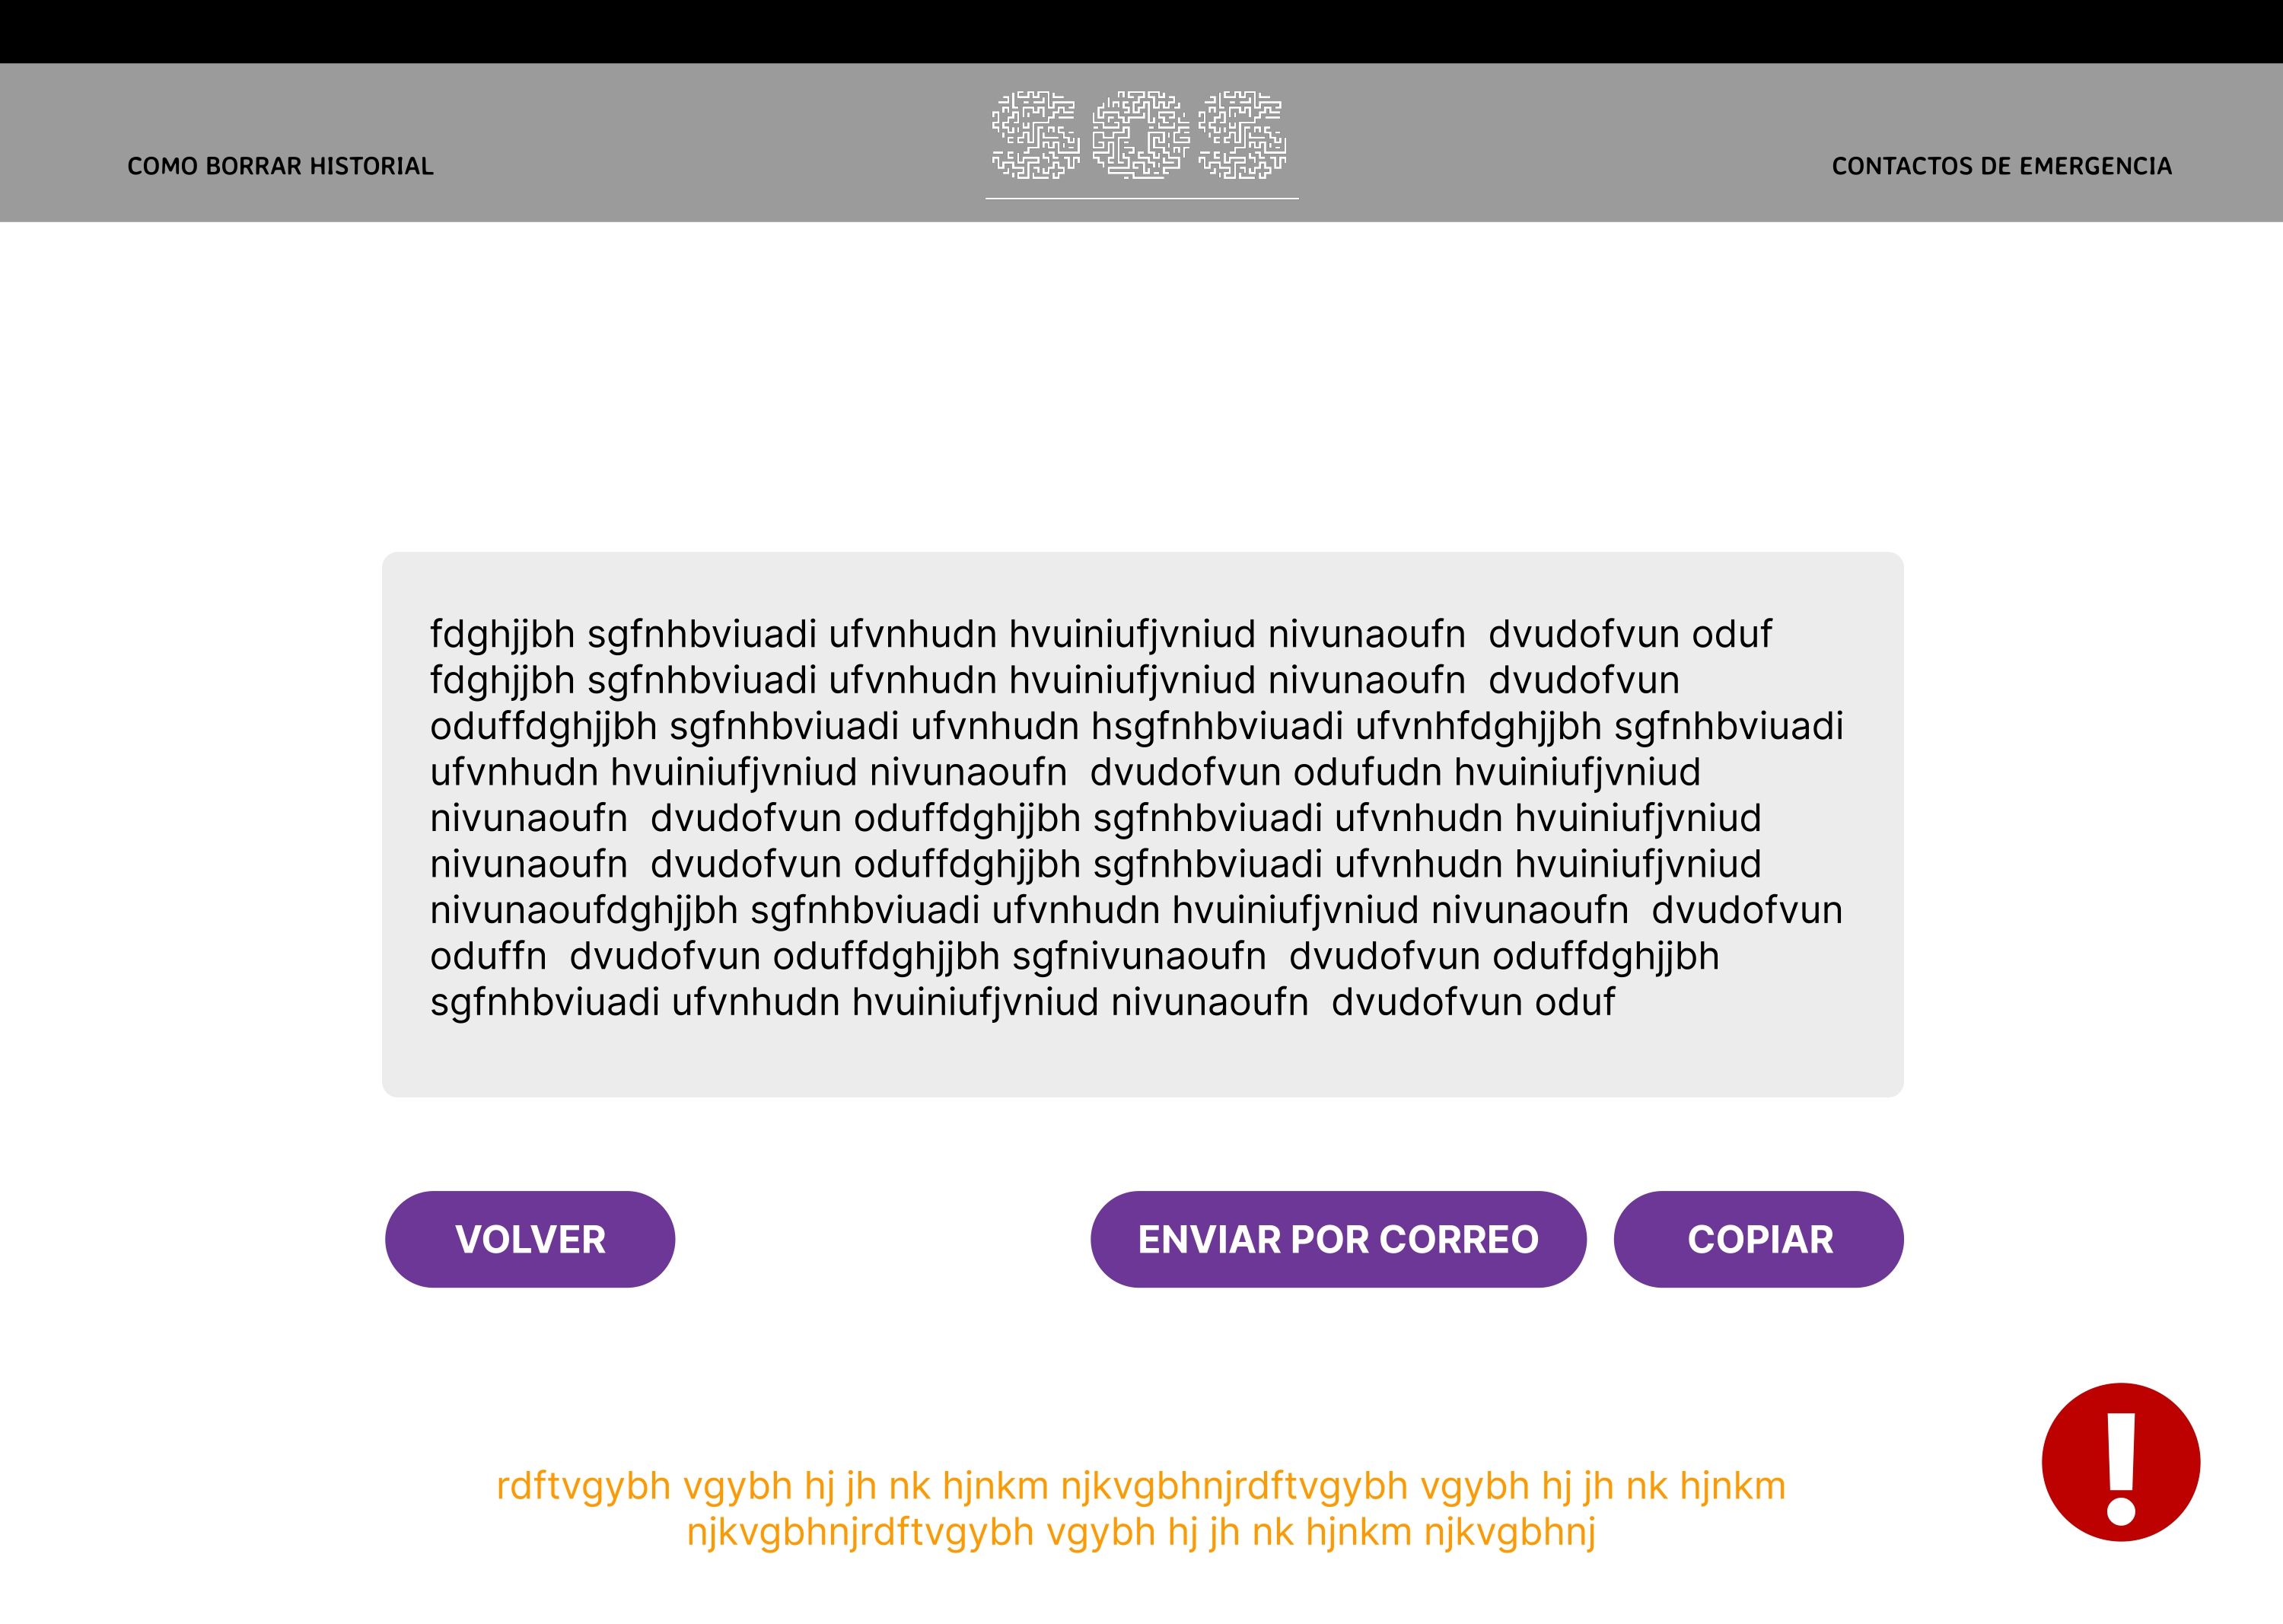 COMO BORRAR HISTORIAL
SOS
CONTACTOS DE EMERGENCIA
fdghjjbh sgfnhbviuadi ufvnhudn hvuiniufjvniud nivunaoufn  dvudofvun oduf
fdghjjbh sgfnhbviuadi ufvnhudn hvuiniufjvniud nivunaoufn  dvudofvun
oduffdghjjbh sgfnhbviuadi ufvnhudn hsgfnhbviuadi ufvnhfdghjjbh sgfnhbviuadi
ufvnhudn hvuiniufjvniud nivunaoufn  dvudofvun odufudn hvuiniufjvniud
nivunaoufn  dvudofvun oduffdghjjbh sgfnhbviuadi ufvnhudn hvuiniufjvniud
nivunaoufn  dvudofvun oduffdghjjbh sgfnhbviuadi ufvnhudn hvuiniufjvniud
nivunaoufdghjjbh sgfnhbviuadi ufvnhudn hvuiniufjvniud nivunaoufn  dvudofvun
oduffn  dvudofvun oduffdghjjbh sgfnivunaoufn  dvudofvun oduffdghjjbh
sgfnhbviuadi ufvnhudn hvuiniufjvniud nivunaoufn  dvudofvun oduf
VOLVER
ENVIAR POR CORREO
COPIAR
!
rdftvgybh vgybh hj jh nk hjnkm njkvgbhnjrdftvgybh vgybh hj jh nk hjnkm
njkvgbhnjrdftvgybh vgybh hj jh nk hjnkm njkvgbhnj